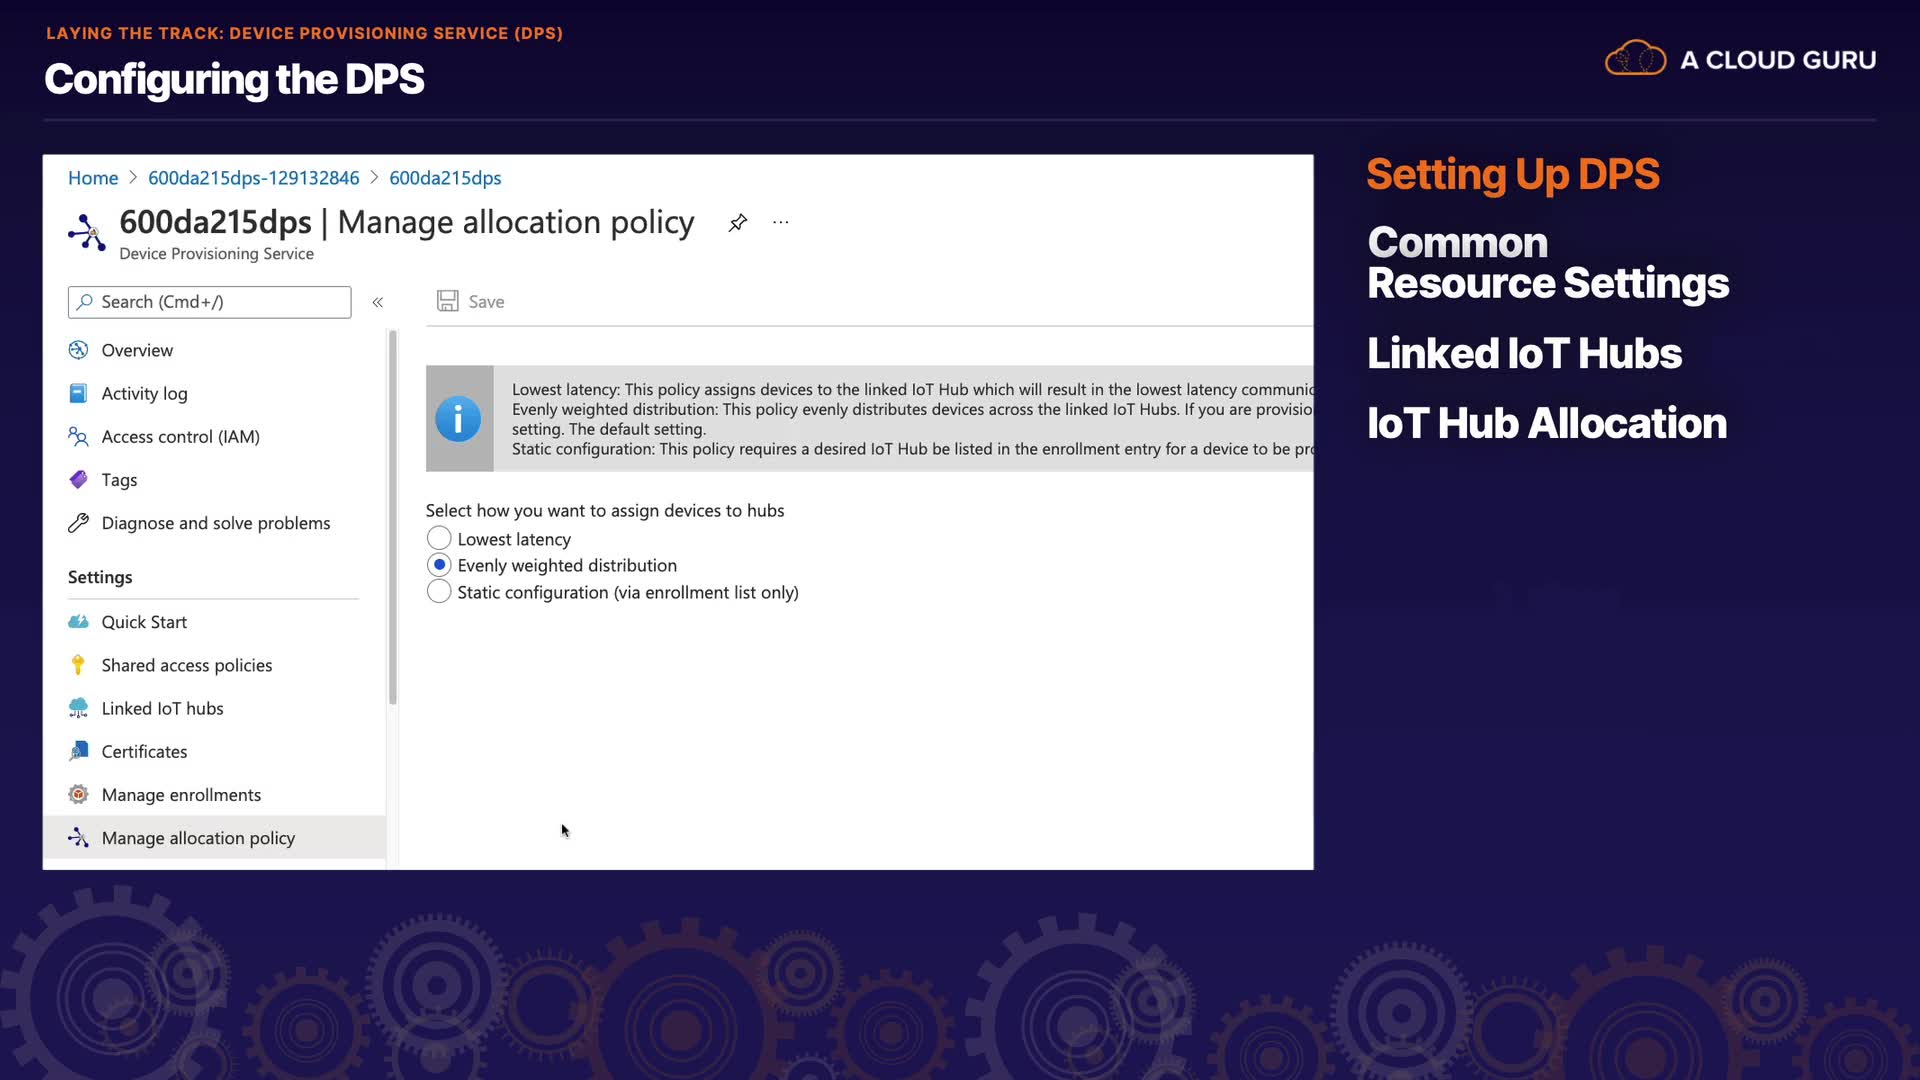 LAYING THE TRACK: DEVICE PROVISIONING SERVICE (DPS)
Configuring the DPS
A CLOUD GURU
Home > 600da215dps-129132846 > 600da215dps
600da215dps | Manage allocation policy
Device Provisioning Service
Search (Cmd+/)
Save
Overview
Activity log
Access control (IAM)
Tags
Diagnose and solve problems
Settings
Quick Start
Shared access policies
Linked IoT hubs
Certificates
Manage enrollments
Manage allocation policy
Lowest latency: This policy assigns devices to the linked IoT Hub which will result in the lowest latency
Evenly weighted distribution: This policy evenly distributes devices across the linked IoT Hubs. If you are
setting. The default setting.
Static configuration: This policy requires a desired IoT Hub be listed in the enrollment entry for a device to be
Select how you want to assign devices to hubs
Lowest latency
Evenly weighted distribution
Static configuration (via enrollment list only)
Setting Up DPS
Common
Resource Settings
Linked IoT Hubs
IoT Hub Allocation